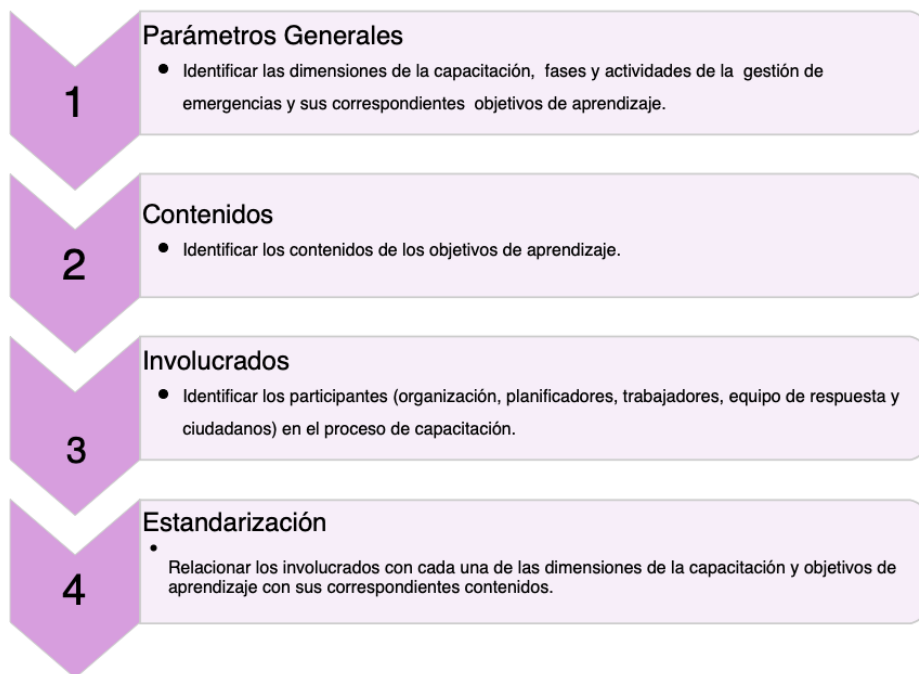 1
Parámetros Generales
• Identificar las dimensiones de la capacitación, fases y actividades de la gestión de
emergencias y sus correspondientes objetivos de aprendizaje.
2
Contenidos
• Identificar los contenidos de los objetivos de aprendizaje.
3
Involucrados
• Identificar los participantes (organización, planificadores, trabajadores, equipo de respuesta y
ciudadanos) en el proceso de capacitación.
4
Estandarización
•
Relacionar los involucrados con cada una de las dimensiones de la capacitación y objetivos de
aprendizaje con sus correspondientes contenidos.